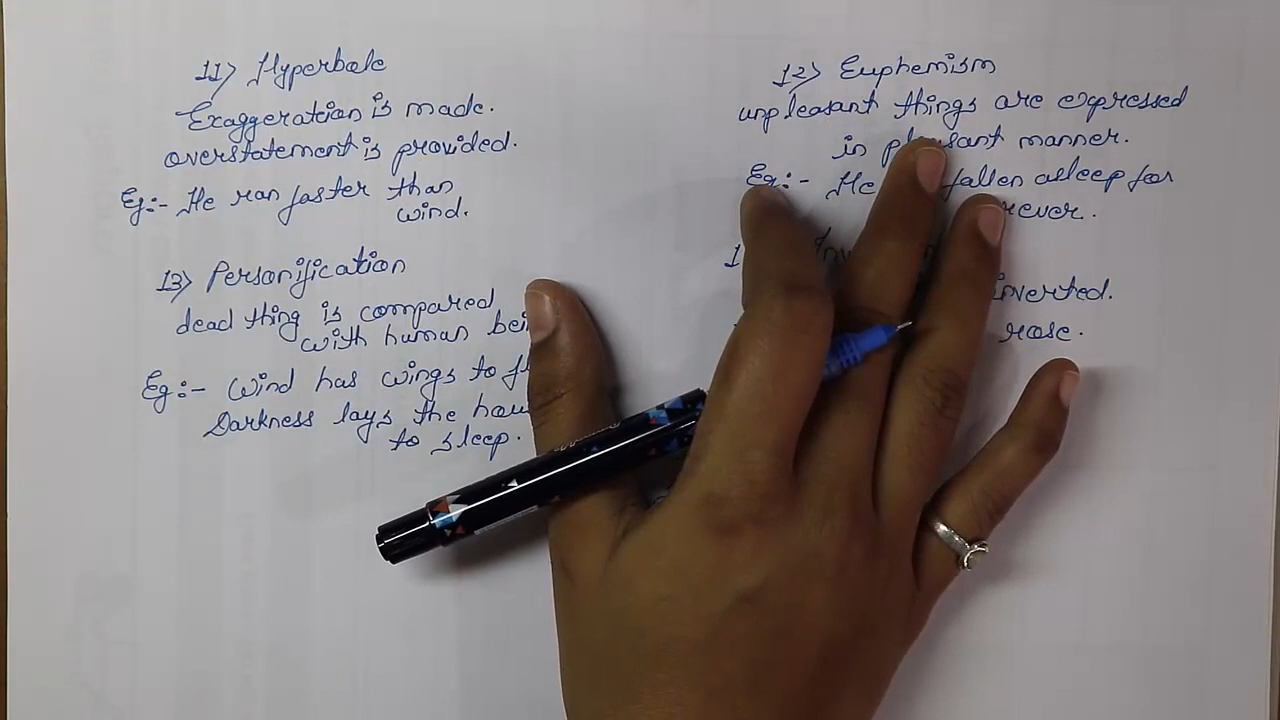 11) Hyperbole
Exaggeration is made.
overstatement is provided.
Eg:- He ran faster than
wind.
13) Personification
dead thing is compared
with human
Eg:- Wind has wings to
Darkness lays the
to sleep.
12) Euphemism
unpleasant things are expressed
in pleasant manner.
Eg:- He fallen asleep for
inverted.
rose.